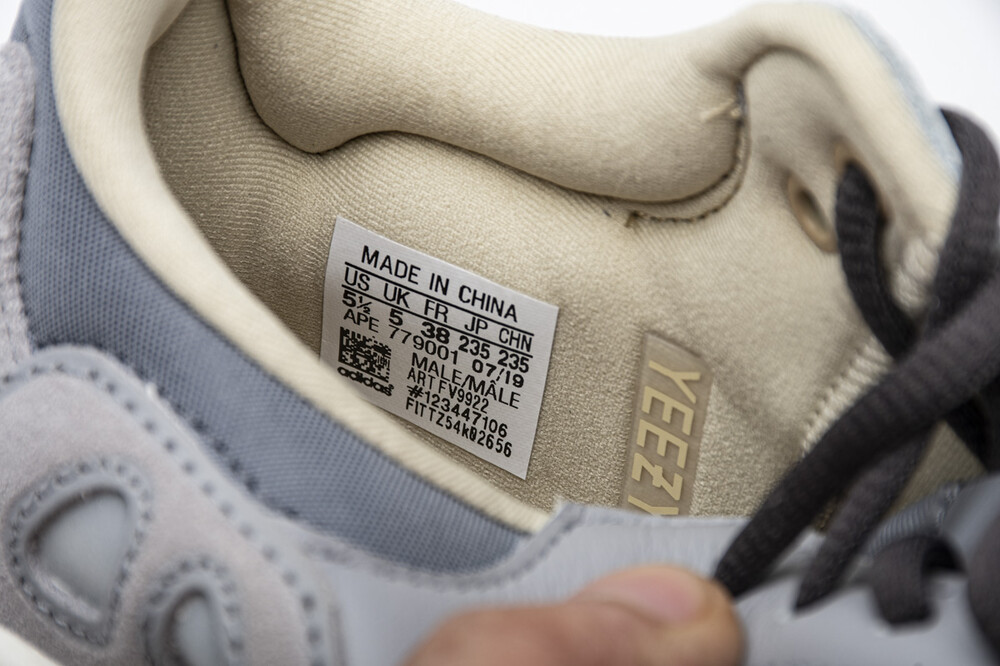 MADE IN CHINA
US UK FR JP CHN
5½ 5 38 235 235
APE 779001 07/19
MALE/MÂLE
ART FV9922
#123447106
FITTZ54k02656
adidas
YEEZY